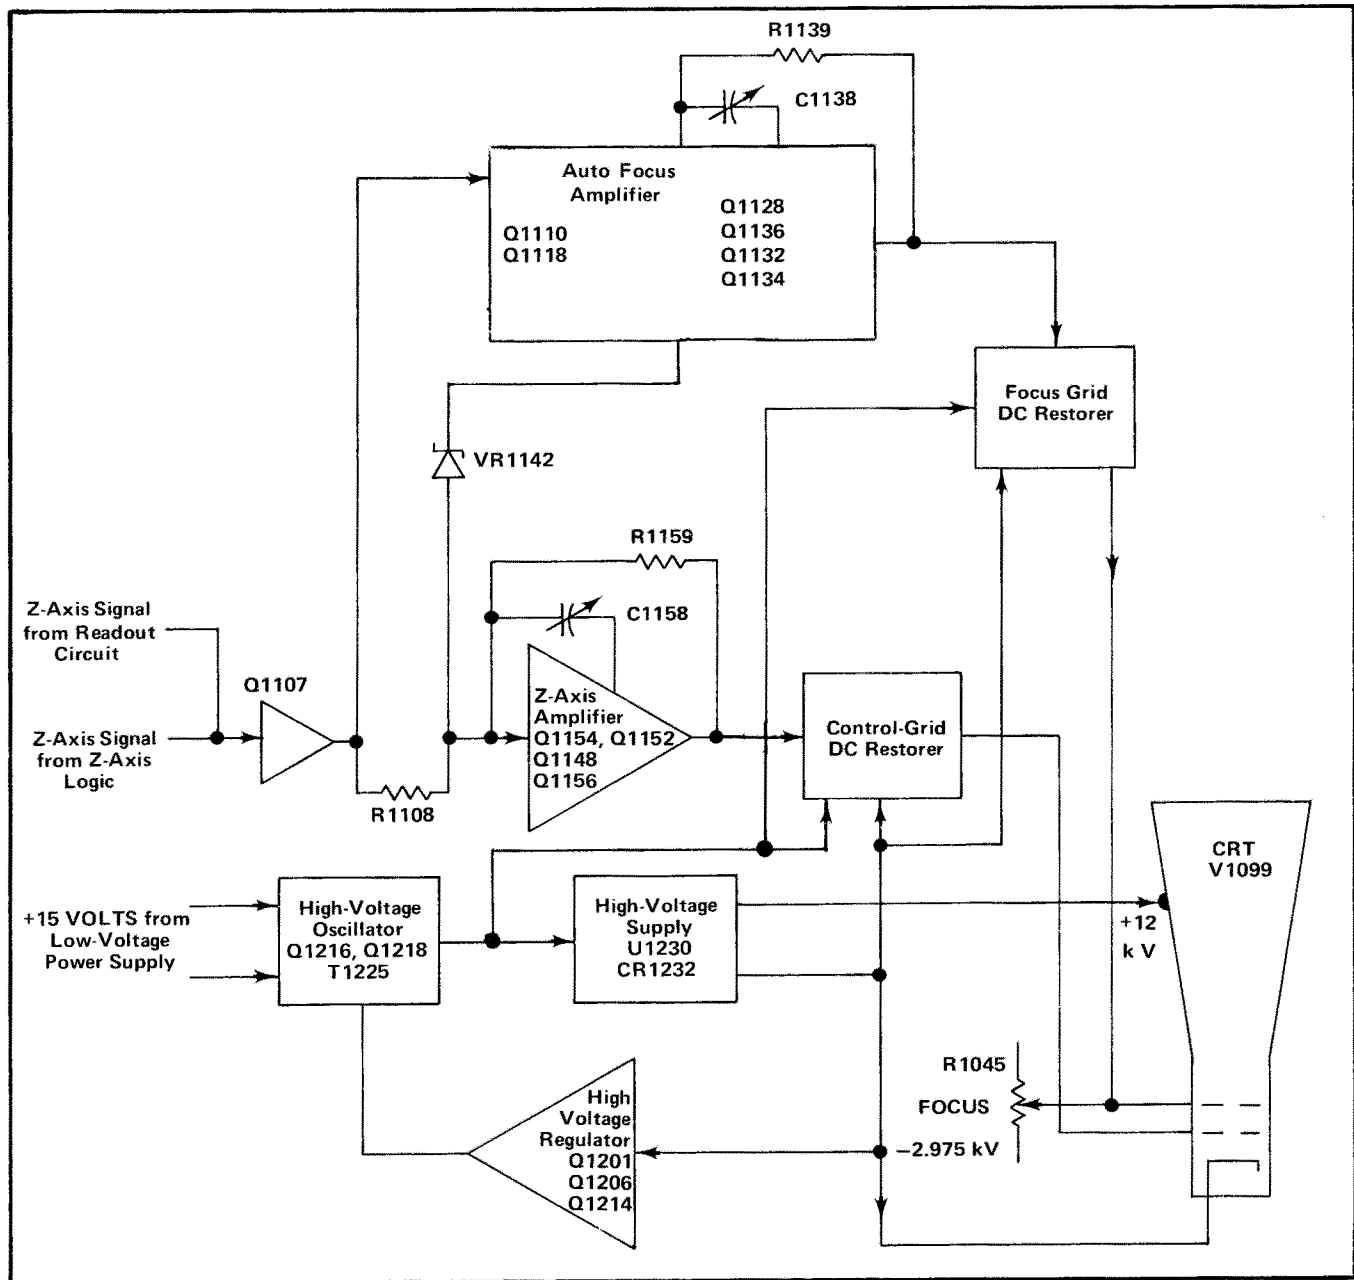 R1139
C1138
Auto Focus
Amplifier
Q1110
Q1118
Q1128
Q1136
Q1132
Q1134
Focus Grid
DC Restorer
VR1142
R1159
C1158
Z-Axis Signal
from Readout
Circuit
Q1107
Z-Axis Signal
from Z-Axis
Logic
R1108
Z-Axis
Amplifier
Q1154, Q1152
Q1148
Q1156
Control-Grid
DC Restorer
CRT
V1099
+12
k V
+15 VOLTS from
Low-Voltage
Power Supply
High-Voltage
Oscillator
Q1216, Q1218
T1225
High-Voltage
Supply
U1230
CR1232
R1045
FOCUS
−2.975 kV
High
Voltage
Regulator
Q1201
Q1206
Q1214